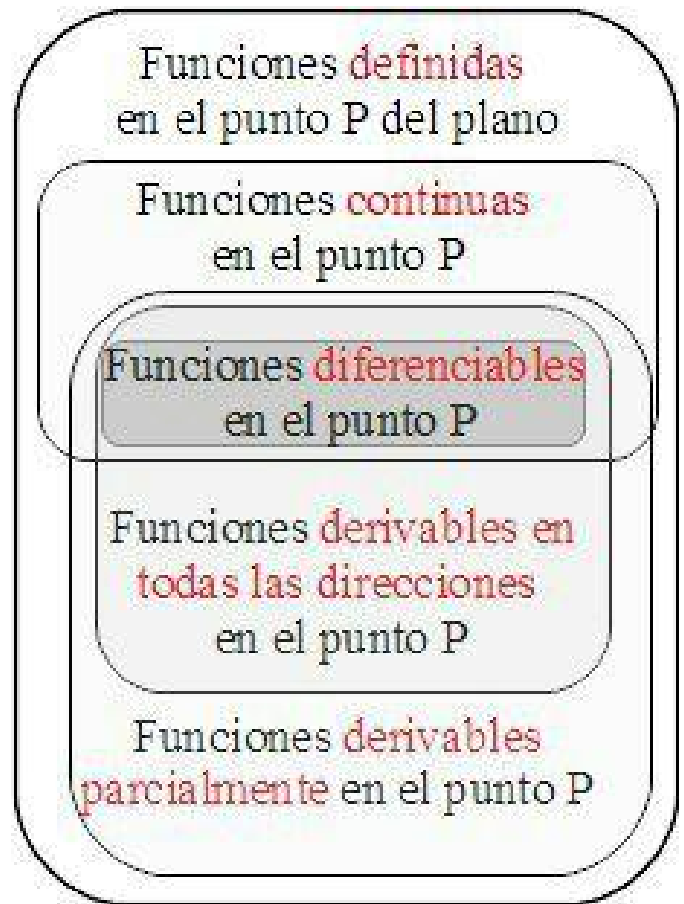 Funciones definidas
en el punto P del plano
Funciones continuas
en el punto P
Funciones diferenciables
en el punto P
Funciones derivables en
todas las direcciones
en el punto P
Funciones derivables
parcialmente en el punto P